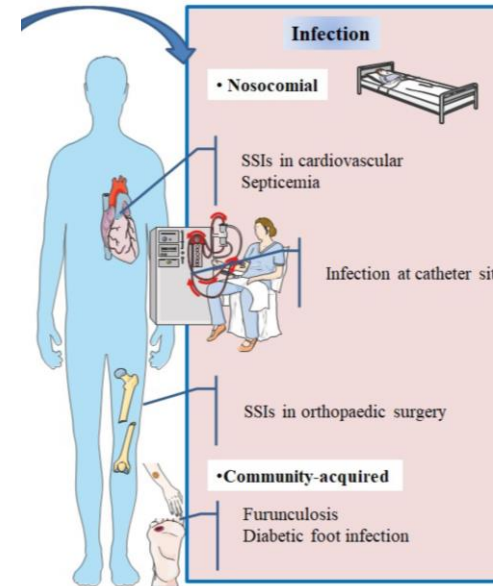 Infection
• Nosocomial
SSIs in cardiovascular
Septicemia
Infection at catheter sit
SSIs in orthopaedic surgery
•Community-acquired
Furunculosis
Diabetic foot infection